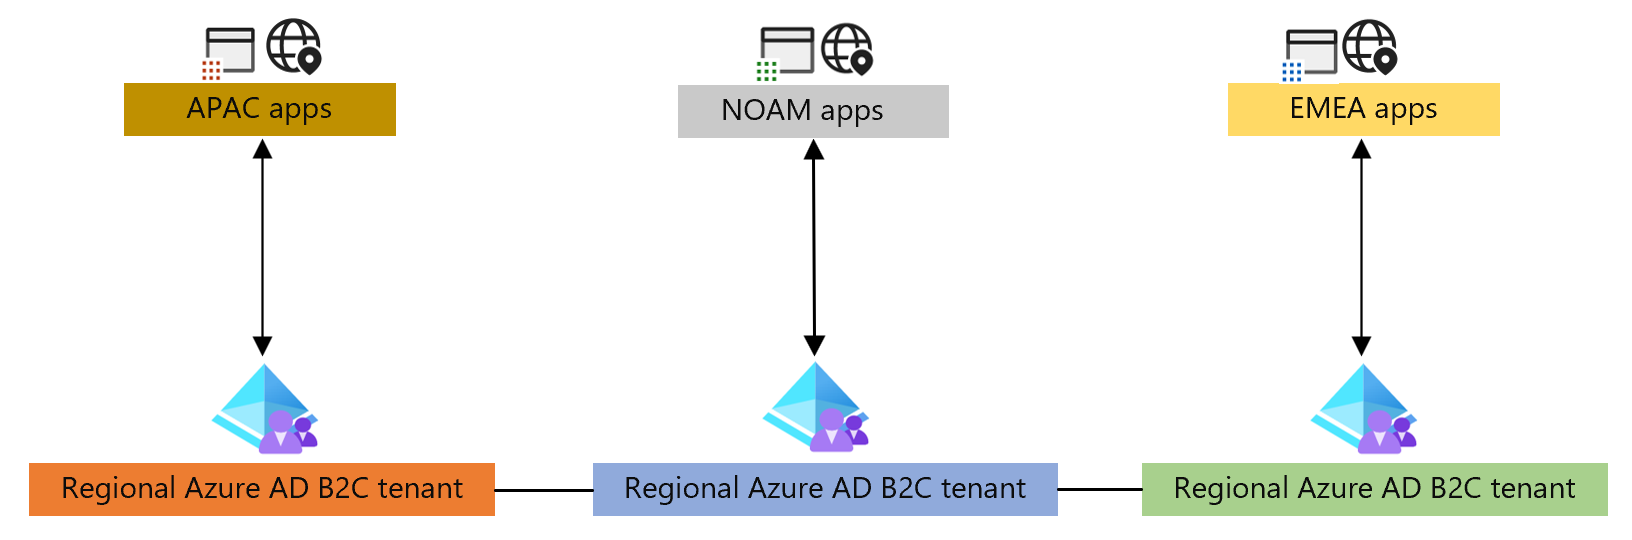 APAC apps
NOAM apps
EMEA apps
Regional Azure AD B2C tenant
Regional Azure AD B2C tenant
Regional Azure AD B2C tenant